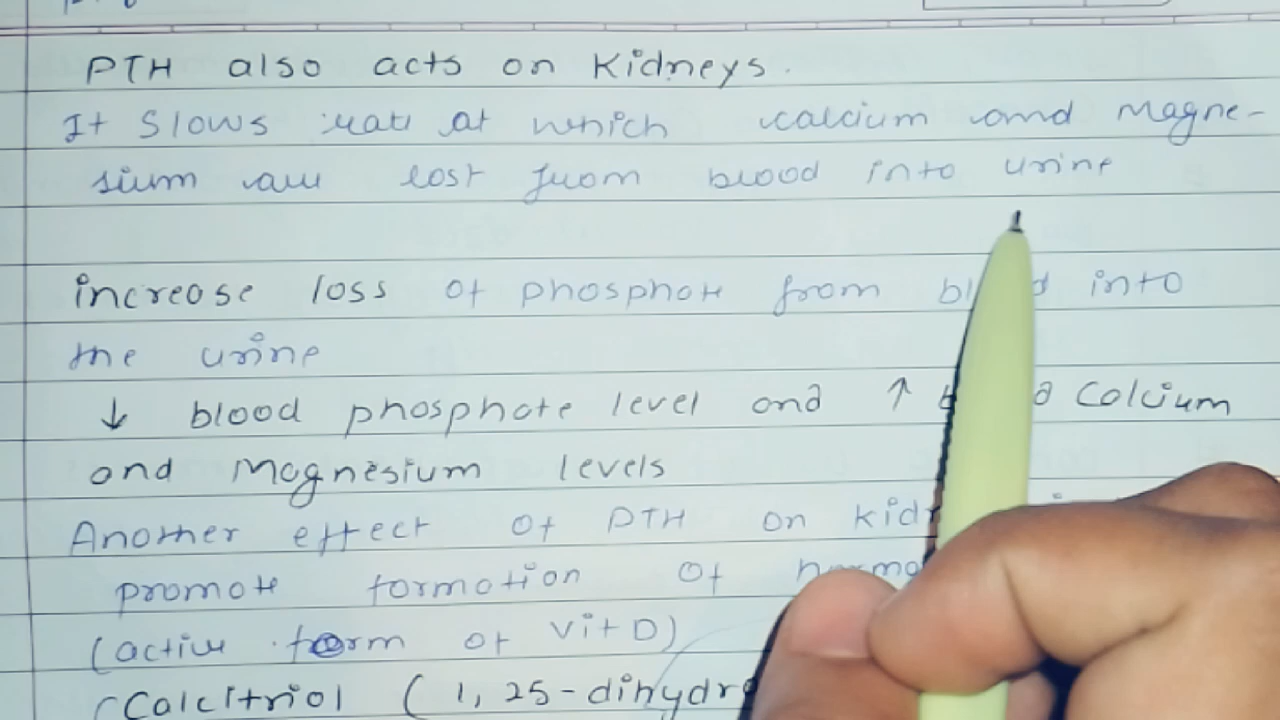 PTH also acts on Kidneys.
It slows rate at which calcium and Magne-
sium are lost from blood into urine
increase loss of phosphate from into
the urine
↓ blood phosphate level and ↑ Calcium
and Magnesium levels
Another effect of PTH on
promote formation of
(active form of Vit D)
Calcitriol ( 1, 25-dihydro